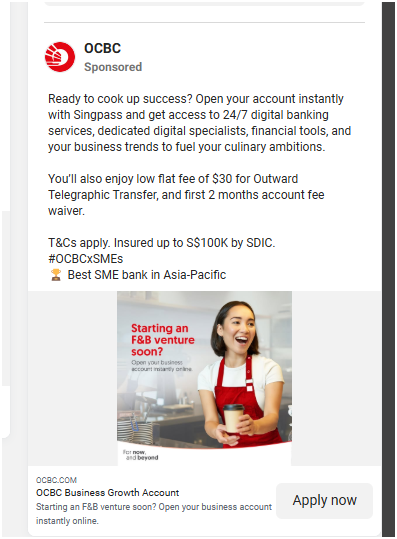 OCBC
Sponsored
Ready to cook up success? Open your account instantly
with Singpass and get access to 24/7 digital banking
services, dedicated digital specialists, financial tools, and
your business trends to fuel your culinary ambitions.
You'll also enjoy low flat fee of $30 for Outward
Telegraphic Transfer, and first 2 months account fee
waiver.
T&Cs apply. Insured up to S$100K by SDIC.
#OCBCxSMEs
🏆 Best SME bank in Asia-Pacific
Starting an
F&B venture
soon?
Open your business
account instantly online.
For now,
and beyond
OCBC.COM
OCBC Business Growth Account
Starting an F&B venture soon? Open your business account
instantly online.
Apply now